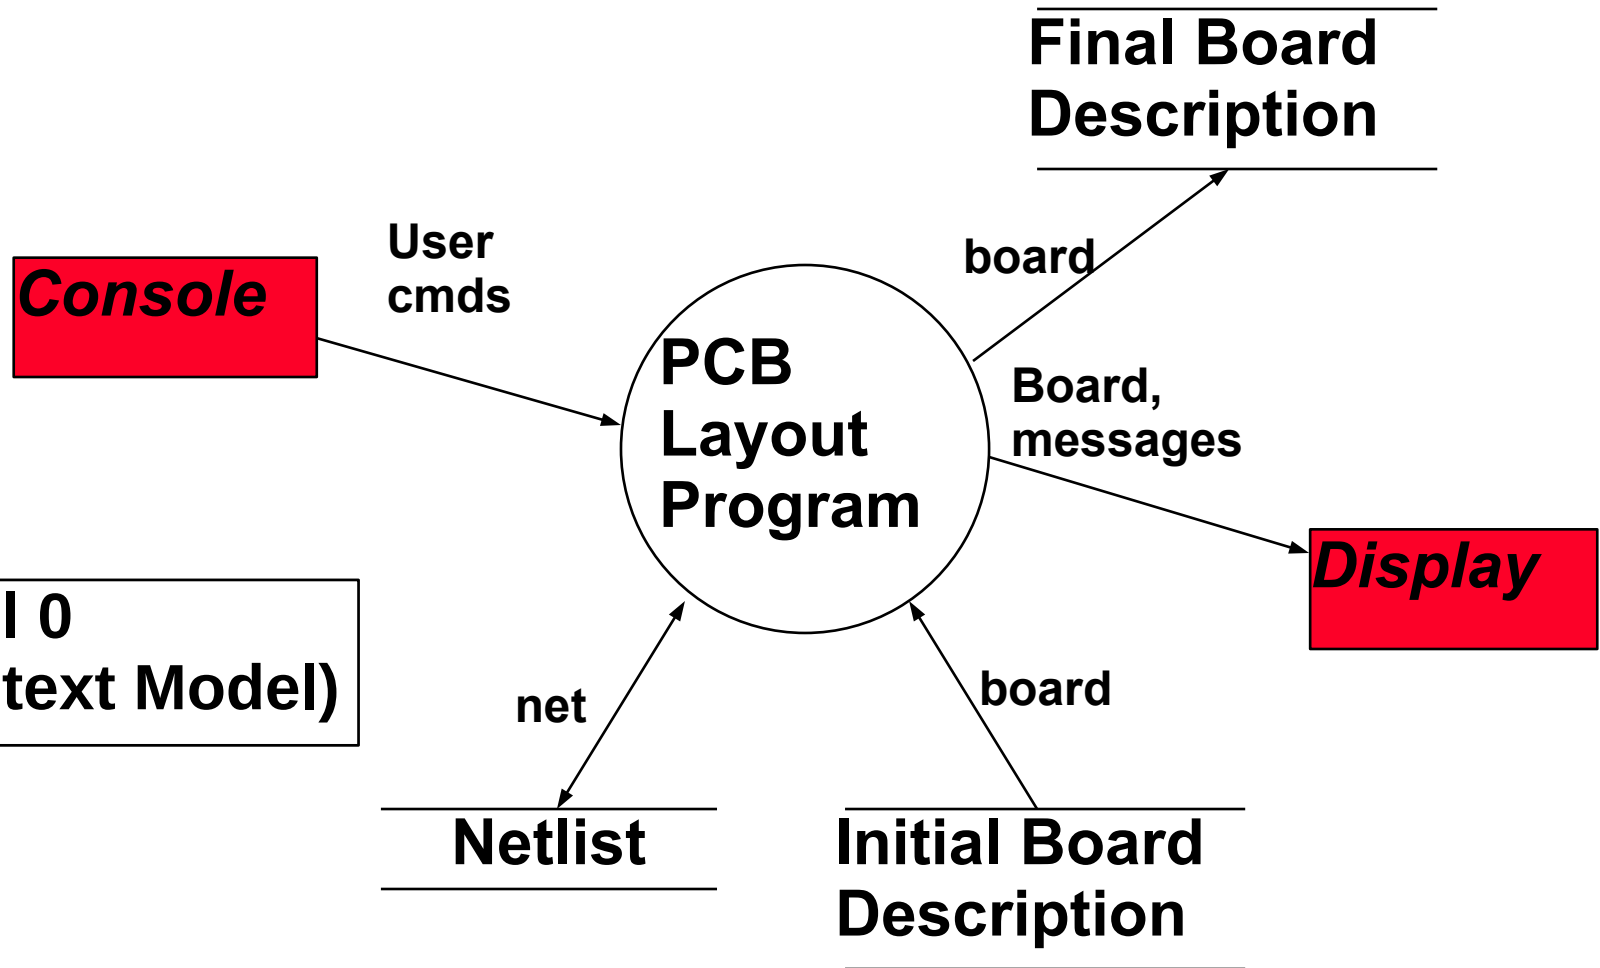 Final Board
Description
User
cmds
board
Console
PCB
Layout
Program
Board,
messages
Display
l 0
text Model)
net
board
Netlist
Initial Board
Description